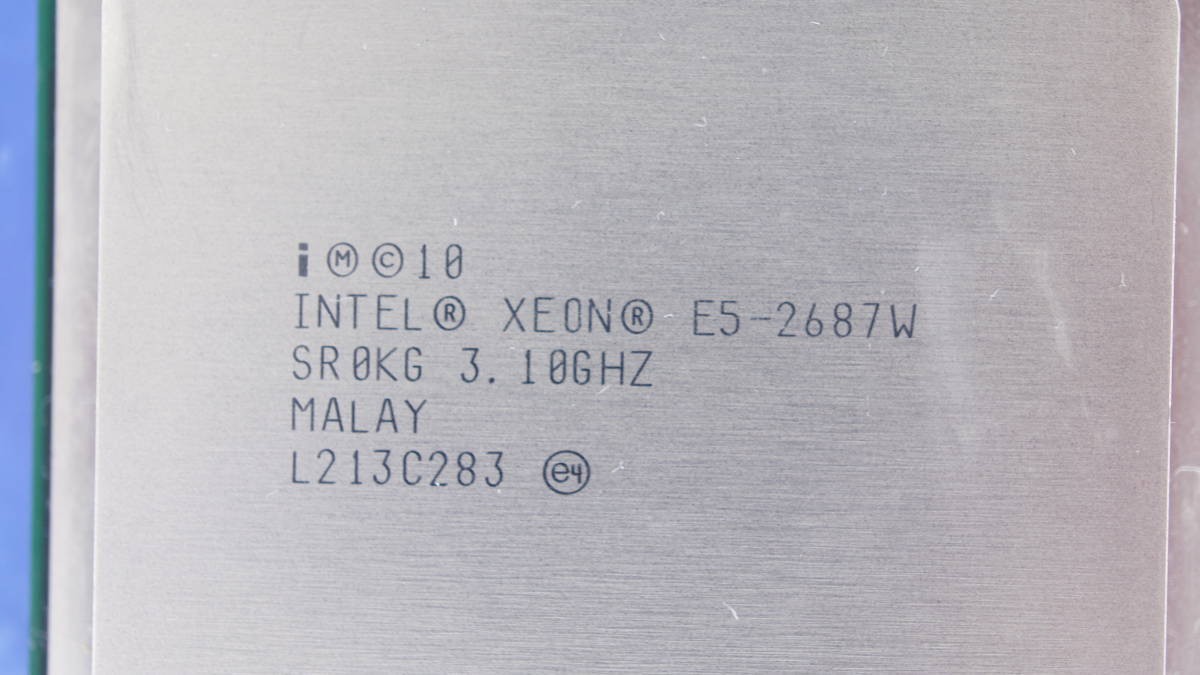 i Ⓜ © 10
INTEL® XEON® E5-2687W
SR0KG 3.10GHZ
MALAY
L213C283 e4